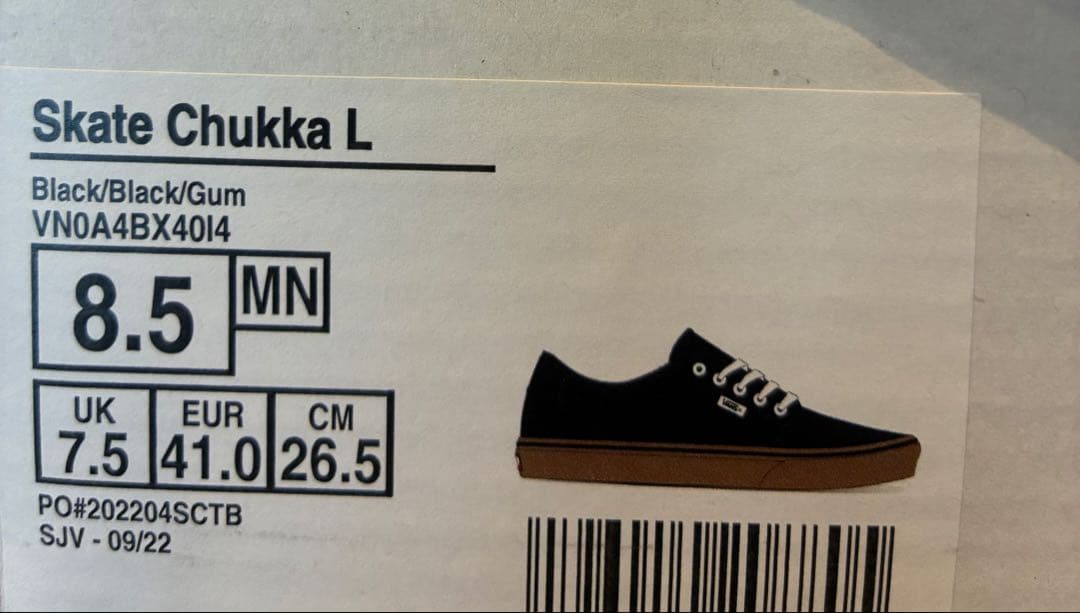 Skate Chukka L
Black/Black/Gum
VN0A4BX40I4
8.5 MN
UK EUR CM
7.5 41.0 26.5
PO#202204SCTB
SJV - 09/22